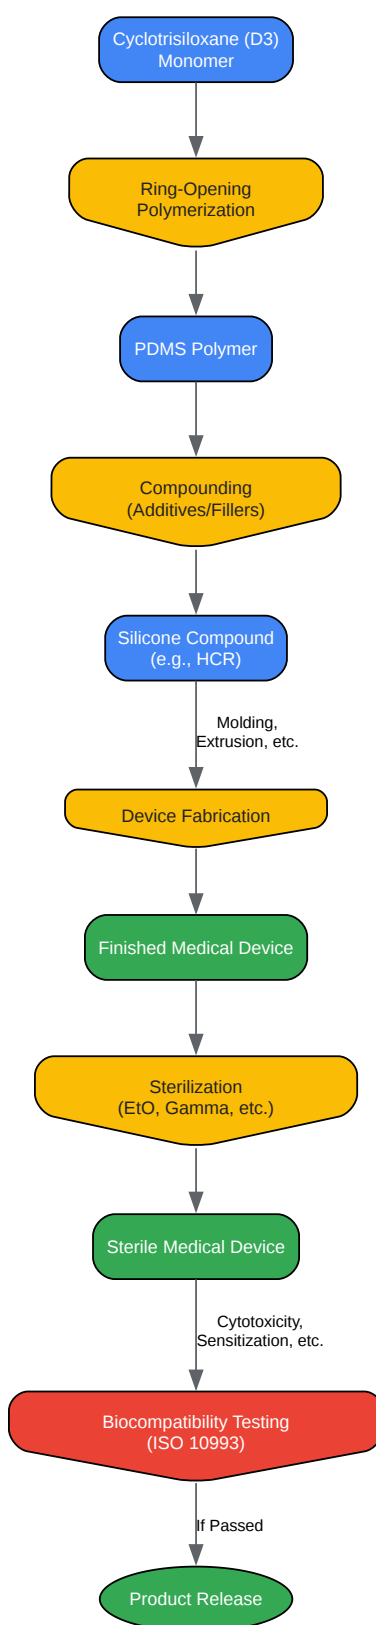 Cyclotrisiloxane (D3)
Monomer
Ring-Opening
Polymerization
PDMS Polymer
Compounding
(Additives/Fillers)
Silicone Compound
(e.g., HCR)
Molding,
Extrusion, etc.
Device Fabrication
Finished Medical Device
Sterilization
(EtO, Gamma, etc.)
Sterile Medical Device
Cytotoxicity,
Sensitization, etc.
Biocompatibility Testing
(ISO 10993)
If Passed
Product Release